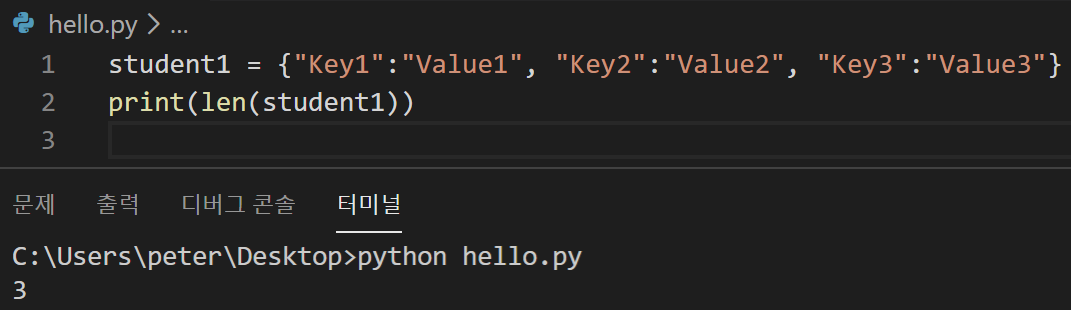 hello.py > ...
1 student1 = {"Key1":"Value1", "Key2":"Value2", "Key3":"Value3"}
2 print(len(student1))
3
문제 출력 디버그 콘솔 터미널
C:\Users\peter\Desktop>python hello.py
3